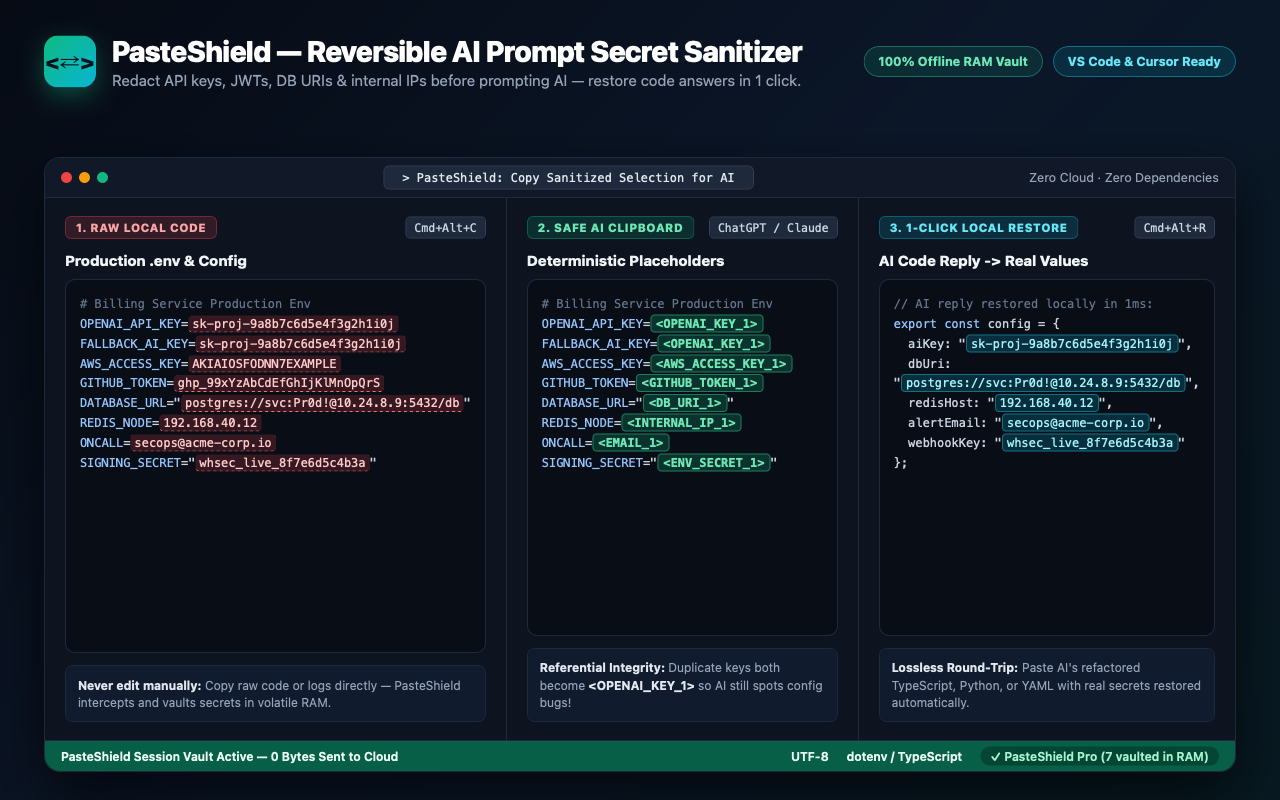 <⇄>
PasteShield — Reversible AI Prompt Secret Sanitizer
Redact API keys, JWTs, DB URIs & internal IPs before prompting AI — restore code answers in 1 click.
100% Offline RAM Vault
VS Code & Cursor Ready
> PasteShield: Copy Sanitized Selection for AI
Zero Cloud · Zero Dependencies
1. RAW LOCAL CODE
Cmd+Alt+C
Production .env & Config
# Billing Service Production Env
OPENAI_API_KEY=sk-proj-9a8b7c6d5e4f3g2h1i0j
FALLBACK_AI_KEY=sk-proj-9a8b7c6d5e4f3g2h1i0j
AWS_ACCESS_KEY=AKIAIOSFODNN7EXAMPLE
GITHUB_TOKEN=ghp_99xYzAbCdEfGhIjKlMnOpQrS
DATABASE_URL="postgres://svc:Pr0d!@10.24.8.9:5432/db"
REDIS_NODE=192.168.40.12
ONCALL=secops@acme-corp.io
SIGNING_SECRET="whsec_live_8f7e6d5c4b3a"
Never edit manually: Copy raw code or logs directly — PasteShield
intercepts and vaults secrets in volatile RAM.
2. SAFE AI CLIPBOARD
ChatGPT / Claude
Deterministic Placeholders
# Billing Service Production Env
OPENAI_API_KEY=<OPENAI_KEY_1>
FALLBACK_AI_KEY=<OPENAI_KEY_1>
AWS_ACCESS_KEY=<AWS_ACCESS_KEY_1>
GITHUB_TOKEN=<GITHUB_TOKEN_1>
DATABASE_URL="<DB_URI_1>"
REDIS_NODE=<INTERNAL_IP_1>
ONCALL=<EMAIL_1>
SIGNING_SECRET="<ENV_SECRET_1>"
Referential Integrity: Duplicate keys both
become <OPENAI_KEY_1> so AI still spots config
bugs!
3. 1-CLICK LOCAL RESTORE
Cmd+Alt+R
AI Code Reply -> Real Values
// AI reply restored locally in 1ms:
export const config = {
aiKey: "sk-proj-9a8b7c6d5e4f3g2h1i0j",
dbUri:
"postgres://svc:Pr0d!@10.24.8.9:5432/db",
redisHost: "192.168.40.12",
alertEmail: "secops@acme-corp.io",
webhookKey: "whsec_live_8f7e6d5c4b3a"
};
Lossless Round-Trip: Paste AI's refactored
TypeScript, Python, or YAML with real secrets restored
automatically.
PasteShield Session Vault Active — 0 Bytes Sent to Cloud
UTF-8
dotenv / TypeScript
✓ PasteShield Pro (7 vaulted in RAM)